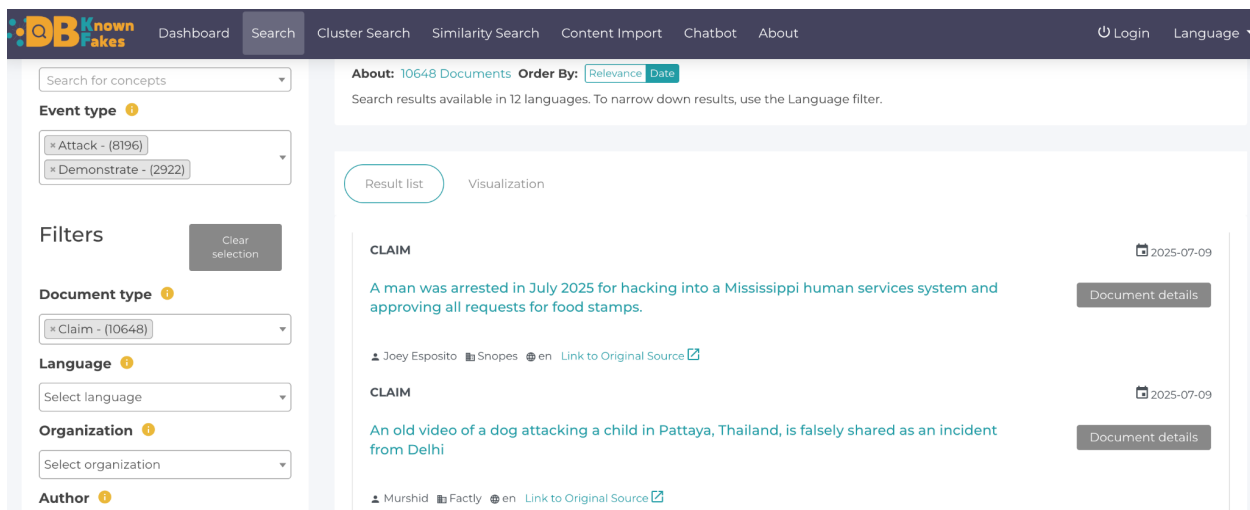 DB Known Fakes
Dashboard Search Cluster Search Similarity Search Content Import Chatbot About Login Language
Search for concepts
Event type
× Attack - (8196)
× Demonstrate - (2922)
Filters
Clear selection
Document type
× Claim - (10648)
Language
Select language
Organization
Select organization
Author
About: 10648 Documents Order By: Relevance Date
Search results available in 12 languages. To narrow down results, use the Language filter.
Result list Visualization
CLAIM 2025-07-09
A man was arrested in July 2025 for hacking into a Mississippi human services system and
approving all requests for food stamps.
Document details
Joey Esposito Snopes en Link to Original Source
CLAIM 2025-07-09
An old video of a dog attacking a child in Pattaya, Thailand, is falsely shared as an incident
from Delhi
Document details
Murshid Factly en Link to Original Source